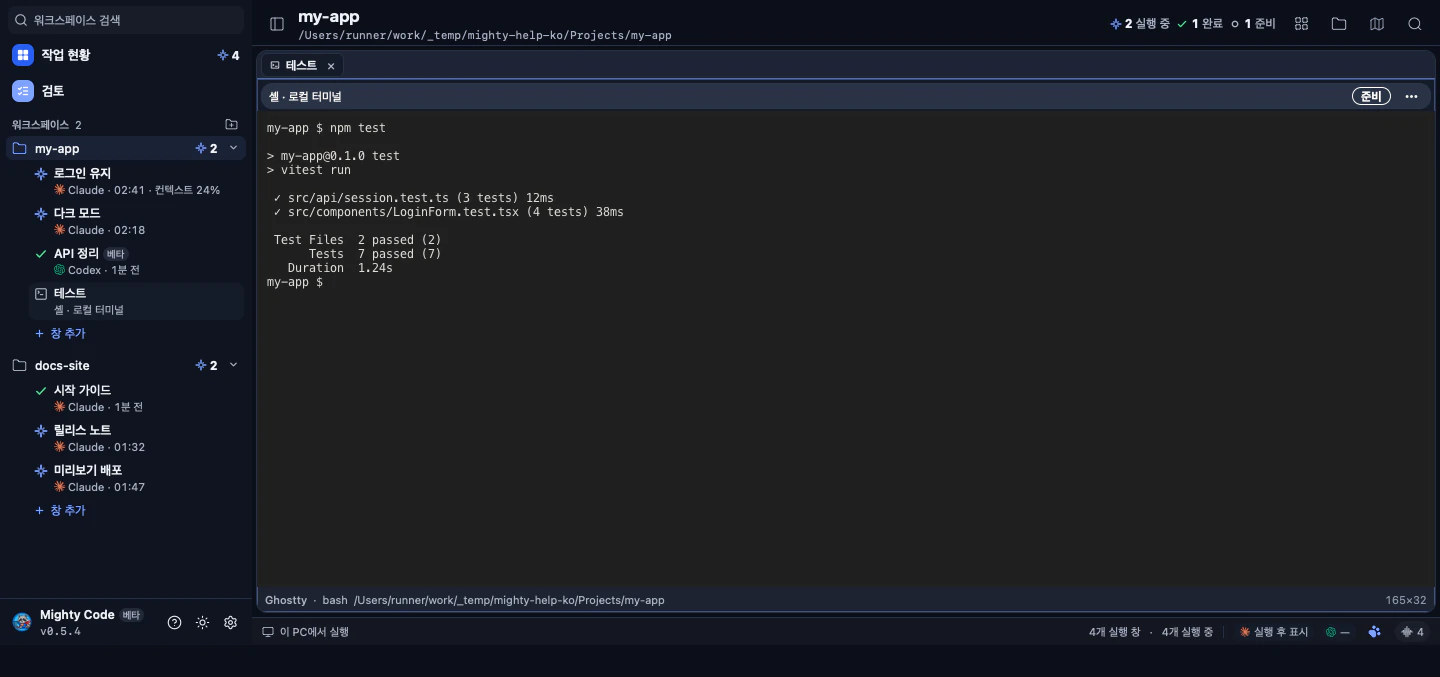 워크스페이스 검색
작업 현황 4
검토
워크스페이스 2
my-app 2
로그인 유지
Claude · 02:41 · 컨텍스트 24%
다크 모드
Claude · 02:18
API 정리 베타
Codex · 1분 전
테스트
셸 · 로컬 터미널
+ 창 추가
docs-site 2
시작 가이드
Claude · 1분 전
릴리스 노트
Claude · 01:32
미리보기 배포
Claude · 01:47
+ 창 추가
Mighty Code 베타
v0.5.4
my-app
/Users/runner/work/_temp/mighty-help-ko/Projects/my-app
2 실행 중 ✓ 1 완료 1 준비
테스트 ×
셸 · 로컬 터미널 준비 •••
my-app $ npm test
> my-app@0.1.0 test
> vitest run
✓ src/api/session.test.ts (3 tests) 12ms
✓ src/components/LoginForm.test.tsx (4 tests) 38ms
Test Files 2 passed (2)
Tests 7 passed (7)
Duration 1.24s
my-app $
Ghostty · bash /Users/runner/work/_temp/mighty-help-ko/Projects/my-app 165×32
이 PC에서 실행 4개 실행 창 · 4개 실행 중 실행 후 표시 — 4